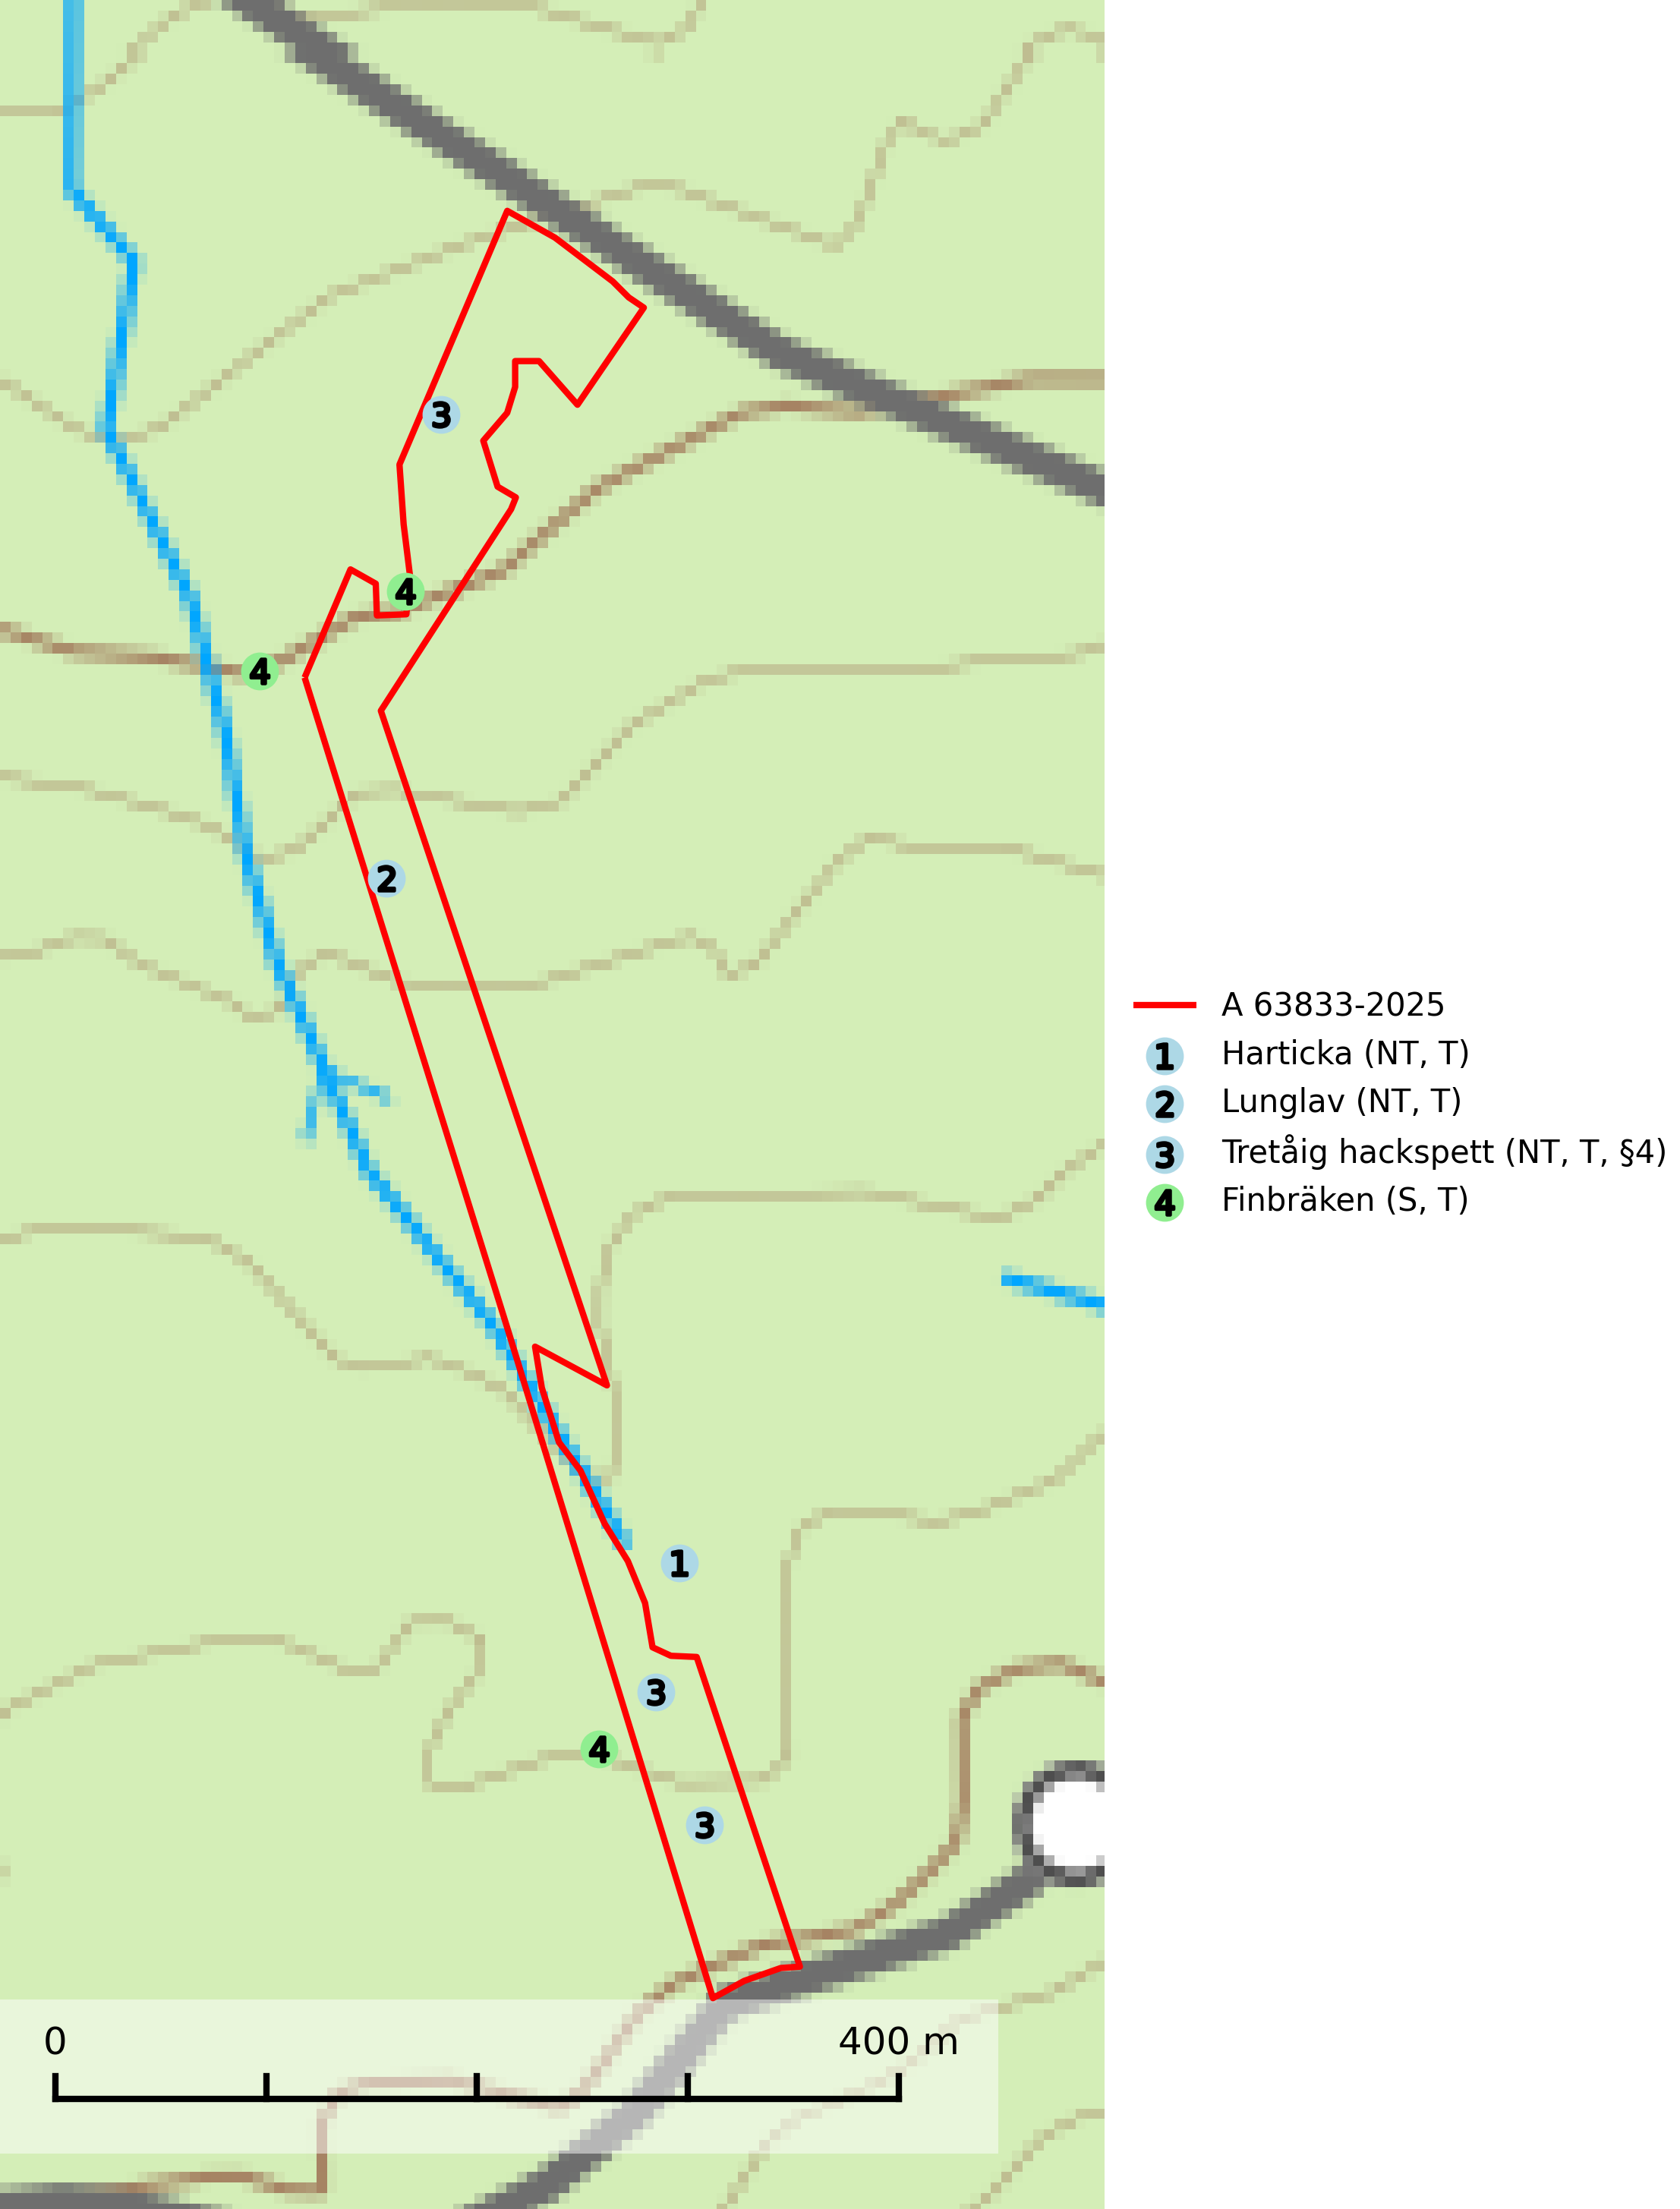 3
4
4
2
1
3
4
3
0 400 m
A 63833-2025
1 Harticka (NT, T)
2 Lunglav (NT, T)
3 Tretåig hackspett (NT, T, §4)
4 Finbräken (S, T)